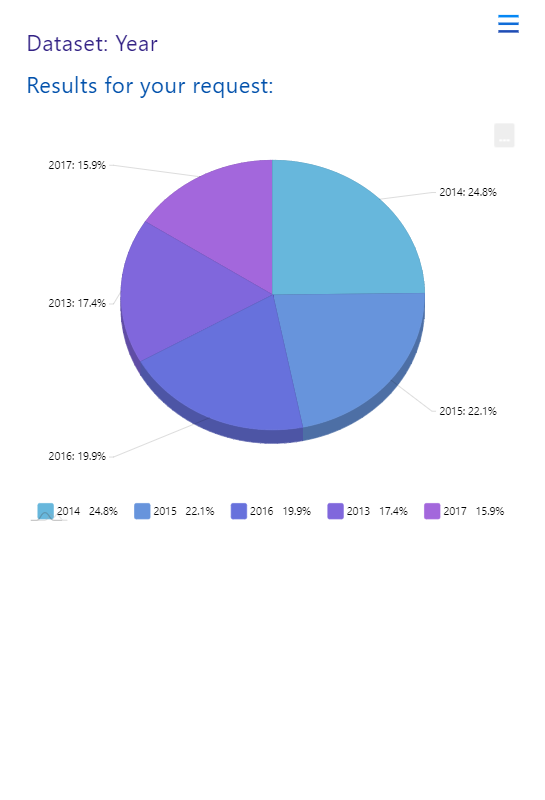 Dataset: Year
Results for your request:
2017: 15.9%
2014: 24.8%
2013: 17.4%
2015: 22.1%
2016: 19.9%
2014 24.8% 2015 22.1% 2016 19.9% 2013 17.4% 2017 15.9%